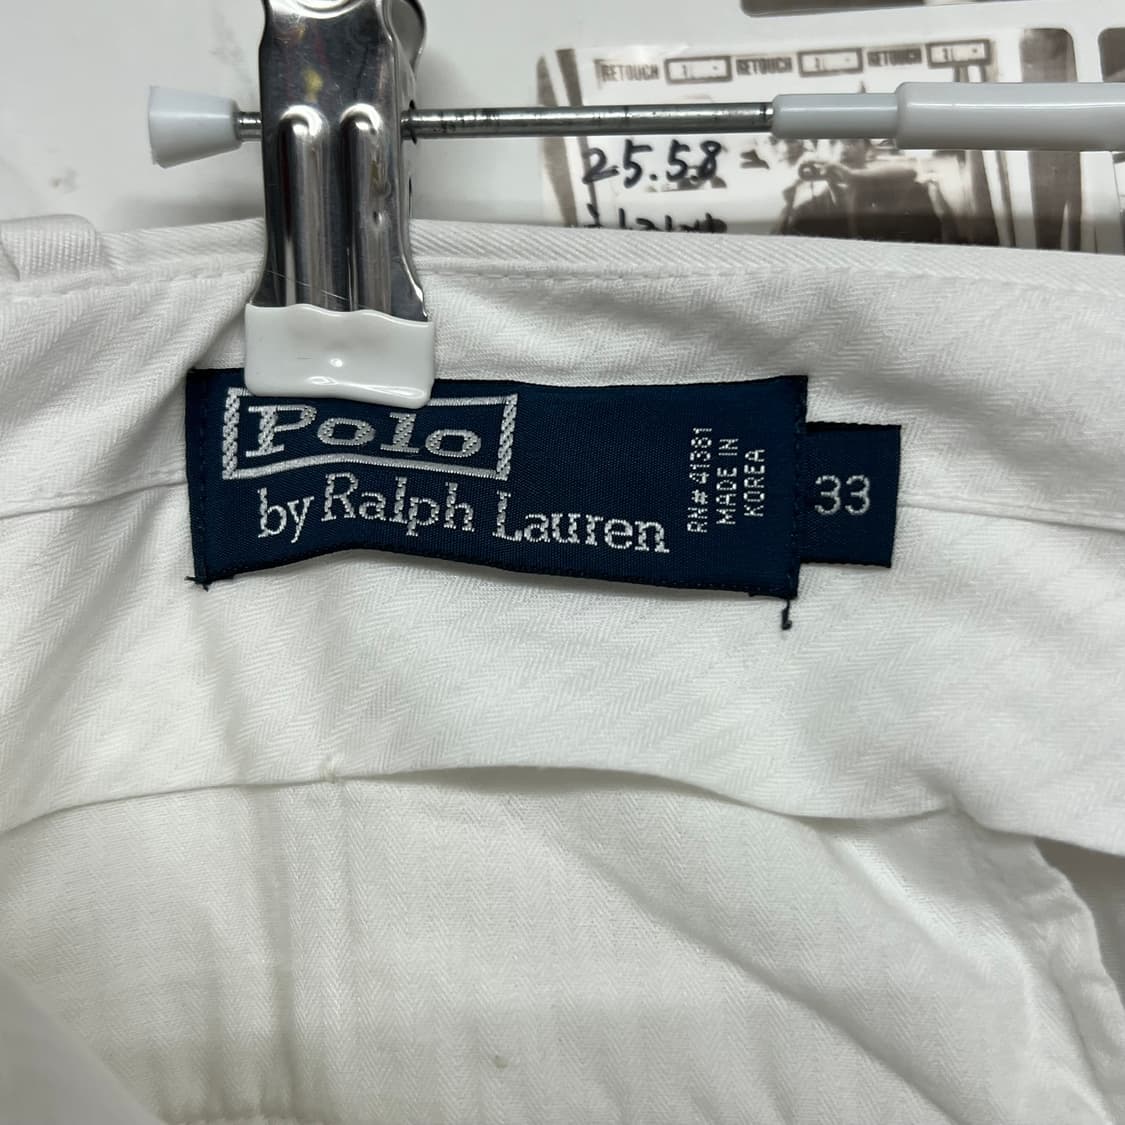 RETOUCH RETOUCH RETOUCH
25.58
Polo
by Ralph Lauren
RN# 41381
MADE IN
KOREA
33